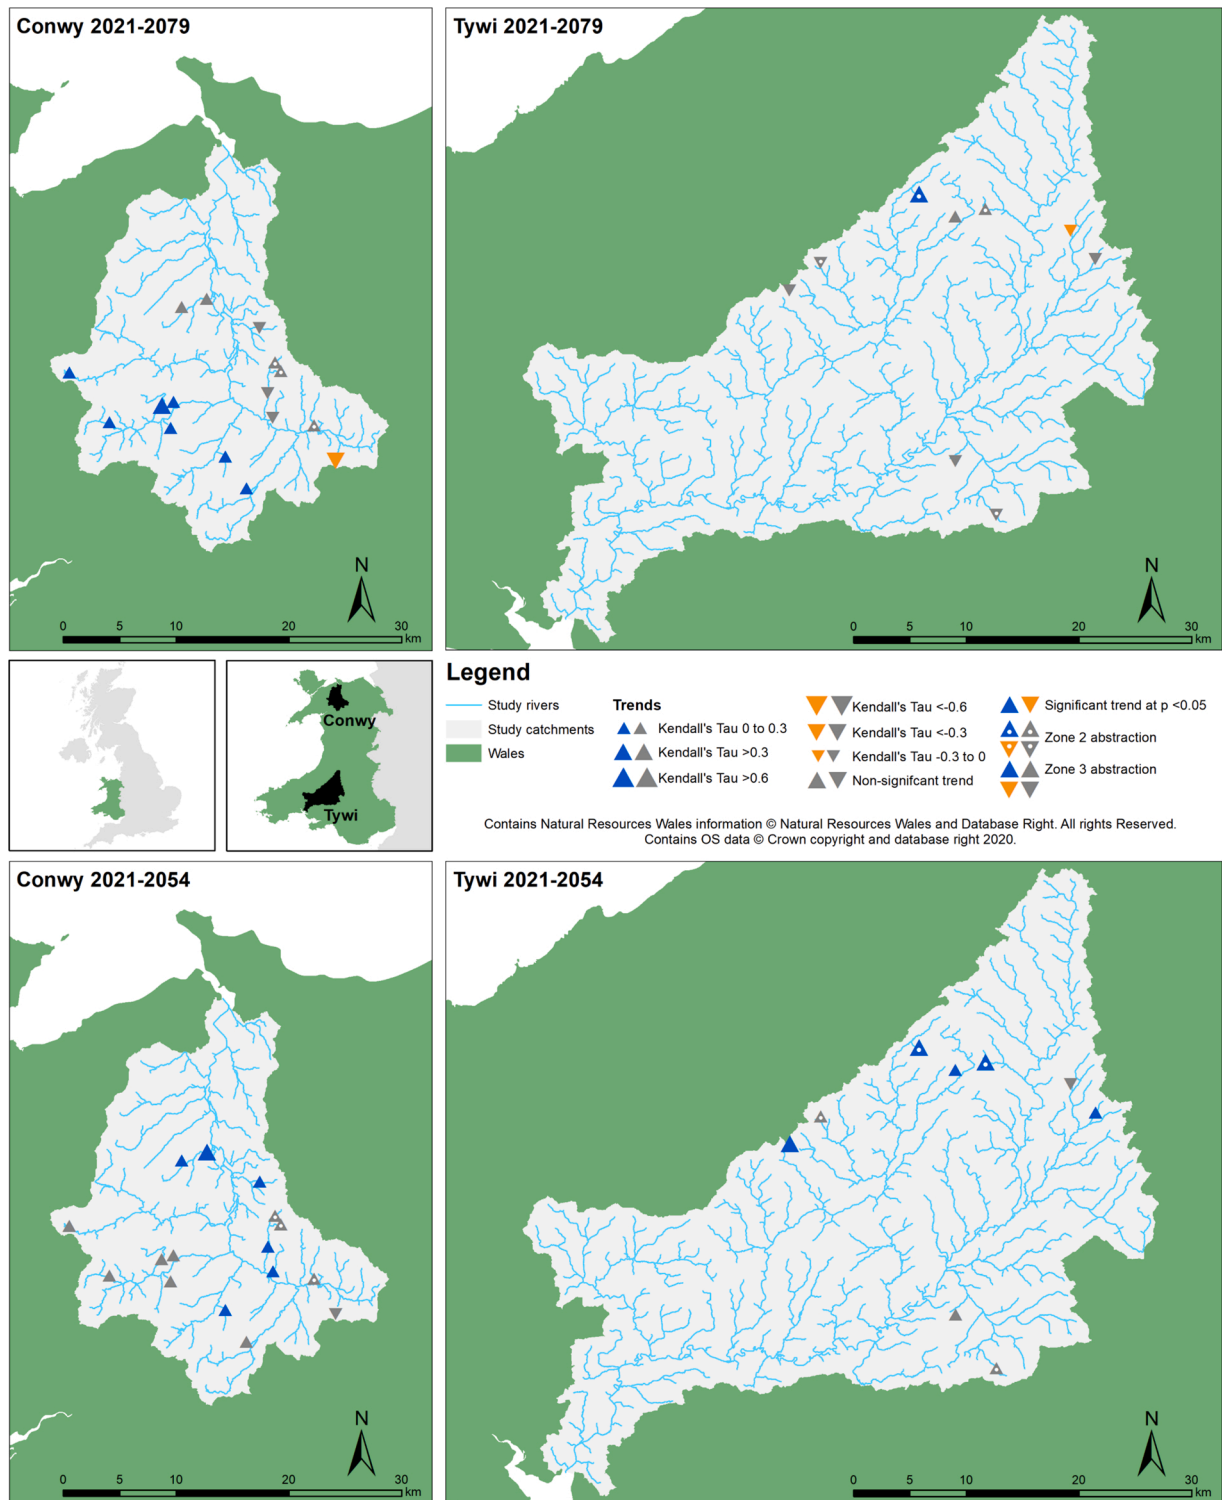 Conwy 2021-2079
Tywi 2021-2079
N
0 5 10 20 30
km
N
0 5 10 20 30
km
Conwy
Tywi
Legend
Study rivers
Study catchments
Wales
Trends
Kendall's Tau 0 to 0.3
Kendall's Tau >0.3
Kendall's Tau >0.6
Kendall's Tau <-0.6
Kendall's Tau <-0.3
Kendall's Tau -0.3 to 0
Non-signifcant trend
Significant trend at p <0.05
Zone 2 abstraction
Zone 3 abstraction
Contains Natural Resources Wales information © Natural Resources Wales and Database Right. All rights Reserved.
Contains OS data © Crown copyright and database right 2020.
Conwy 2021-2054
Tywi 2021-2054
N
0 5 10 20 30
km
N
0 5 10 20 30
km